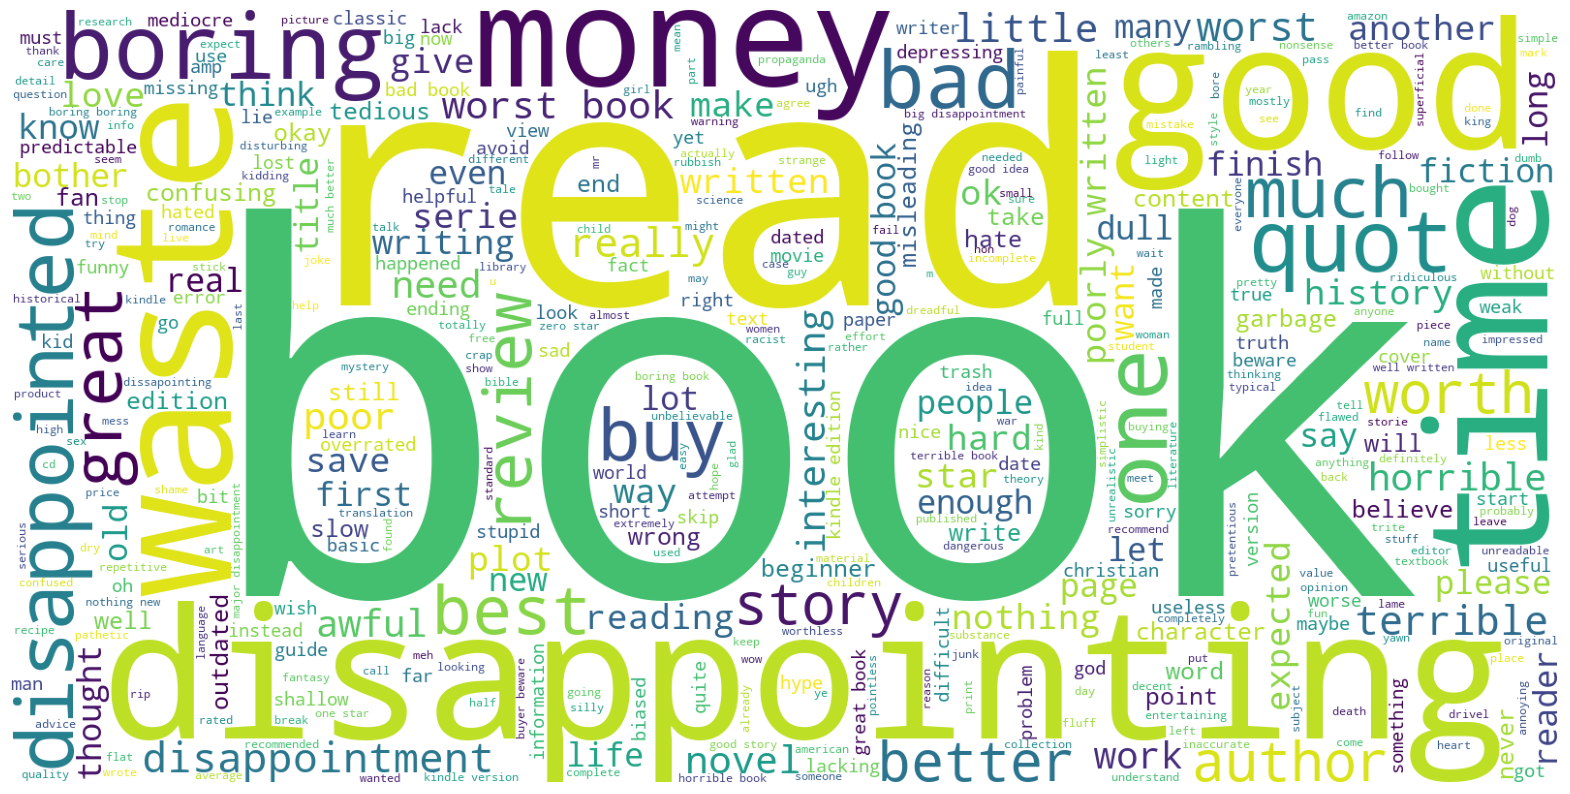 research picture classic lack
mediocre
must expect writer
thank use big now
care amp
boring money
give
little many worst another
amazon others simple
mean part propaganda
depressing rambling nonsense better book
least pass mark
bad
painful
detail missing
question love think
boring boring lie example
know info disturbing
predictable okay
seem bother kidding
two fan stop confusing lost
bad book girl ugh
worst book make
tedious agree warning
view yet
avoid actually rubbish
different strange
even mr written
helpful tale science
end
big disappointment
needed
good idea
ok small
take sure
fail hate
non
incomplete
good
bore year
style mostly find see
mistake
light done
king
superficial
long
finish follow dumb
fiction
content bought
poorly written
everyone dog
read
waste
title
much better
thing hated
try mind romance
live
talk child might
serie
writing really
joke happened fact
dated
movie
may case guy
m
good book
misleading
dull wait
want made
much
quote
ridiculous
without
pretty true anyone
history weak
time
disappointed
great
historical
kindle
funny stick
real error
go last help
kid
need library
ending u
look almost
right text
zero star women
totally free sad racist
crap show
bible
review
dreadful
paper
effort
rather
full
woman
student
piece
name impressed
garbage
truth cover
beware well written
thinking
typical
book
dissapointing
product edition
mess
high
sex
cd
price
old shame bit
mystery
still
poor
learn
overrated
save
first
translation
slow
basic found
boring book
lot
unbelievable
buy
easy glad
world hope
way attempt
short skip
extremely
wrong
used
interesting
kindle edition
trash idea
people
war kind
nice hard
terrible book
star date
theory
enough
published write
dangerous
simplistic
one
unrealistic
buying
literature
meet
sorry
recommend
let
worth
tell storie
flawed
say will less
definitely
anything
horrible
back start
believe probably
trite leave
stuff
version
pretentious
editor unreadable
textbook useful
standard
stupid
serious
dry art
repetitive
confused oh
major disappointment
nothing new
recipe well
pathetic
language
wish
instead
outdated guide
plot
new
material
beginner children
christian
page
best reading story
awful
worthless
nothing
useless
completely
character
substance
difficult
expected
value
opinion
worse lame
fun
maybe
please
terrible
yawn original
place
disappointing
man thought
rip
advice
flat
wrote
quality
fantasy
shallow
call meh looking
far half
one star
rated break
recommended
average
disappointment
buyer beware
information
going
silly
keep
wow
quite hype
already ye
biased
pointless
great book
reason
junk
print
god
problem day
put
word
decent
point
entertaining
left
inaccurate
subject
death
come
something
drivel
heart
annoying
never
reader
got
wanted
kindle version
complete
horrible book
life
good story
american
novel someone
lacking
better
collection
understand
work
author